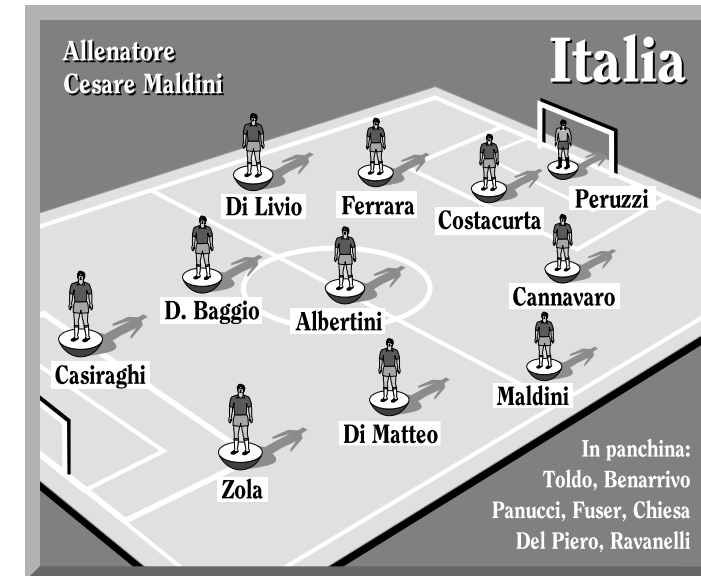 Allenatore
Cesare Maldini
Italia
Di Livio
Ferrara
Costacurta
Peruzzi
D. Baggio
Albertini
Cannavaro
Casiraghi
Maldini
Di Matteo
Zola
In panchina:
Toldo, Benarrivo
Panucci, Fuser, Chiesa
Del Piero, Ravanelli